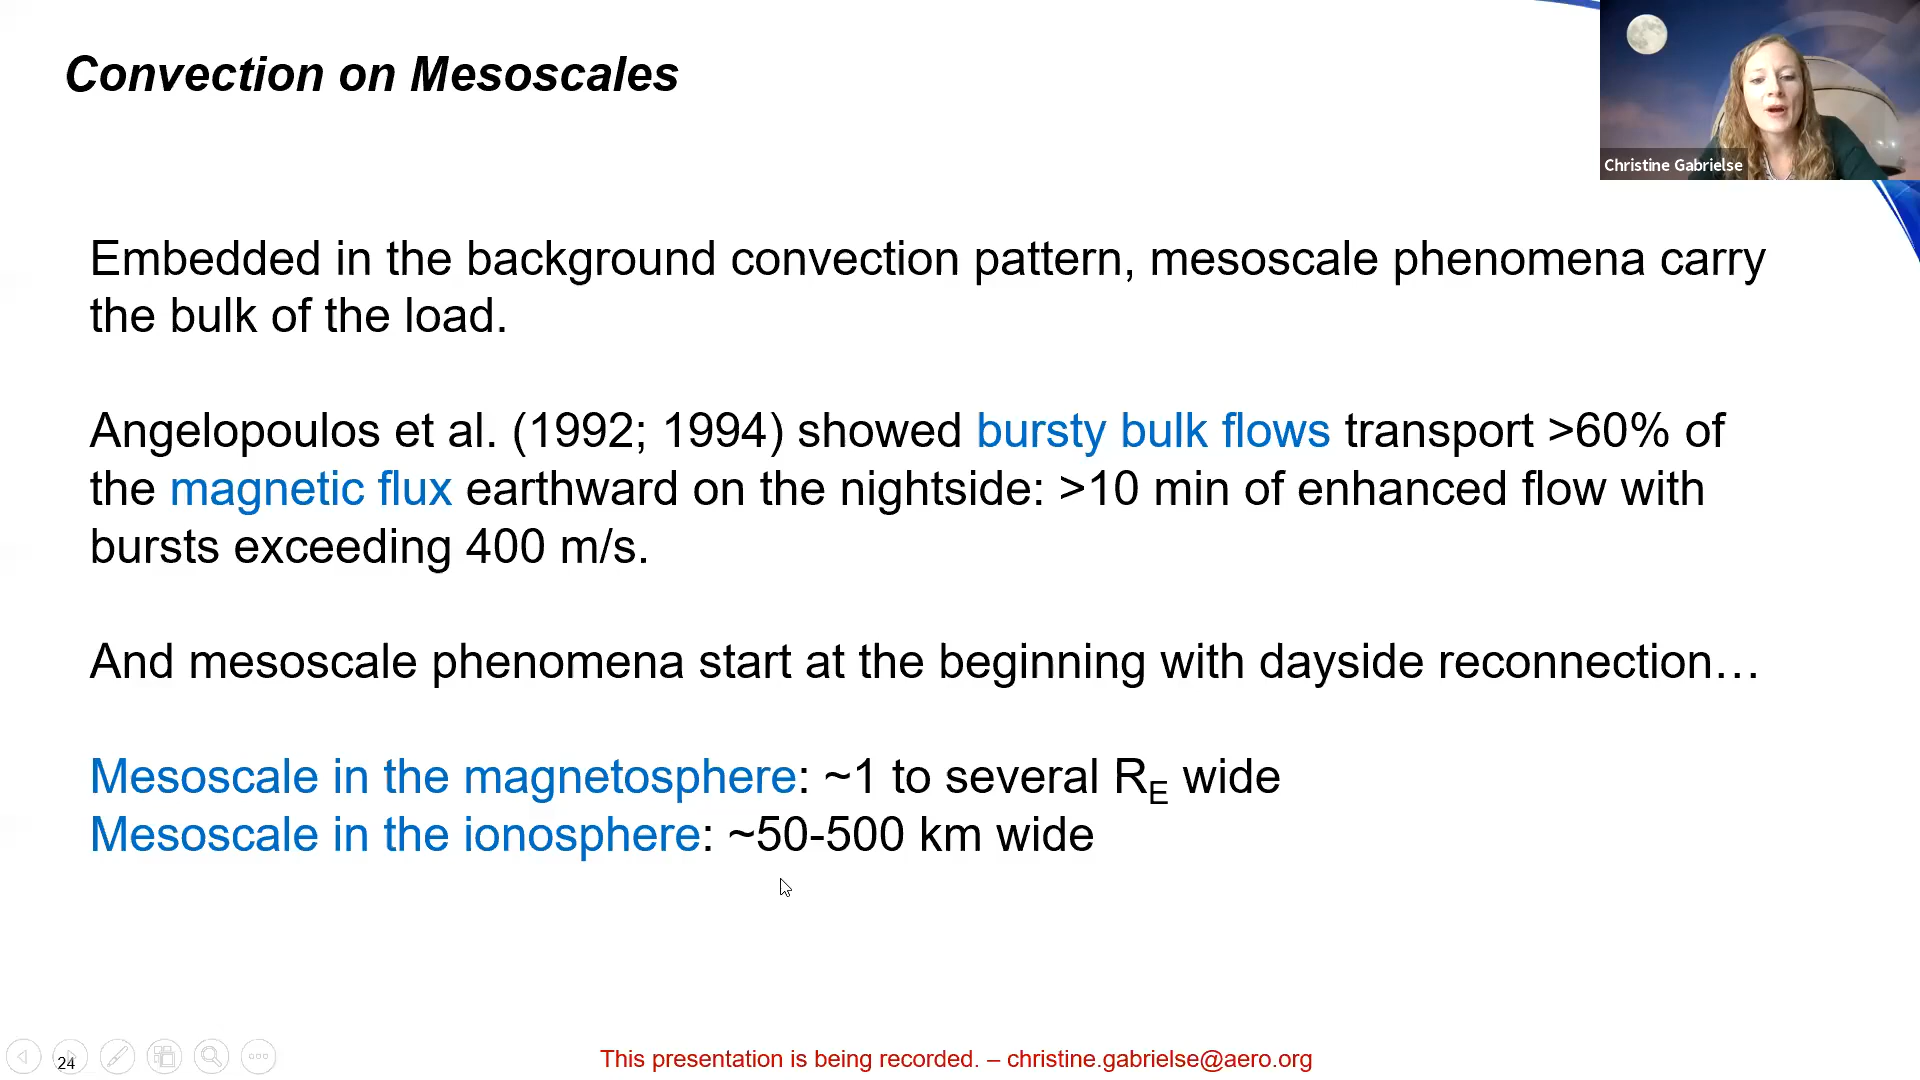 Convection on Mesoscales
Christine Gabrielse
Embedded in the background convection pattern, mesoscale phenomena carry
the bulk of the load.
Angelopoulos et al. (1992; 1994) showed bursty bulk flows transport >60% of
the magnetic flux earthward on the nightside: >10 min of enhanced flow with
bursts exceeding 400 m/s.
And mesoscale phenomena start at the beginning with dayside reconnection…
Mesoscale in the magnetosphere: ~1 to several RE wide
Mesoscale in the ionosphere: ~50-500 km wide
24
This presentation is being recorded. – christine.gabrielse@aero.org